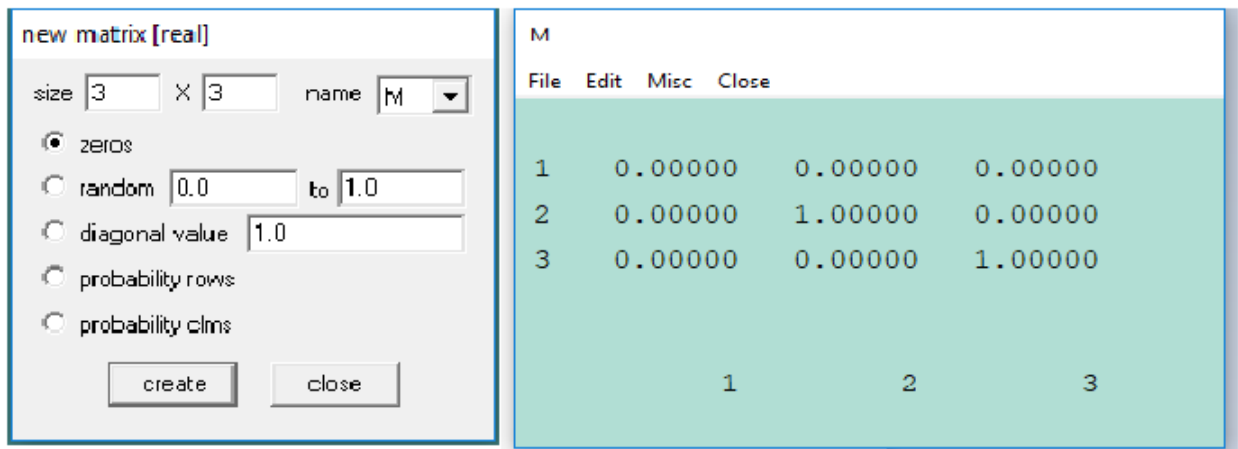 new matrix [real]
size 3 X 3 name M
zeros
random 0.0 to 1.0
diagonal value 1.0
probability rows
probability clms
create close
M
File Edit Misc Close
1 0.00000 0.00000 0.00000
2 0.00000 1.00000 0.00000
3 0.00000 0.00000 1.00000
1 2 3